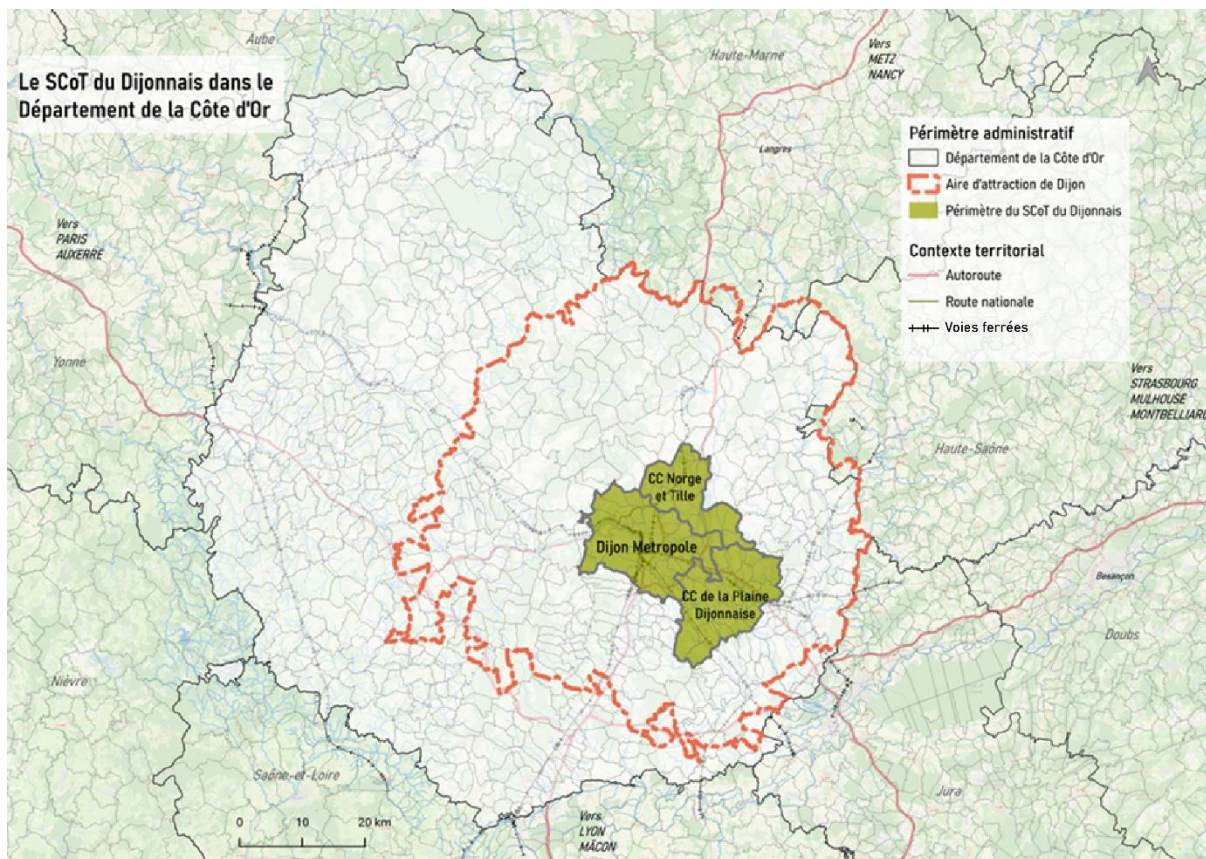 Aube
Haute-Marne
Vers
METZ
NANCY
Le SCoT du Dijonnais dans le
Département de la Côte d'Or
Périmètre administratif
Département de la Côte d'Or
Aire d'attraction de Dijon
Périmètre du SCoT du Dijonnais
Contexte territorial
Autoroute
Route nationale
Voies ferrées
Langres
Vers
PARIS
AUXERRE
Yonne
Vers
STRASBOURG
MULHOUSE
MONTBELLIARD
Haute-Saône
CC Norge
et Tille
Dijon Metropole
CC de la Plaine
Dijonnaise
Besançon
Doubs
Nièvre
Saône-et-Loire
Jura
0 10 20 km
Vers
LYON
MÂCON